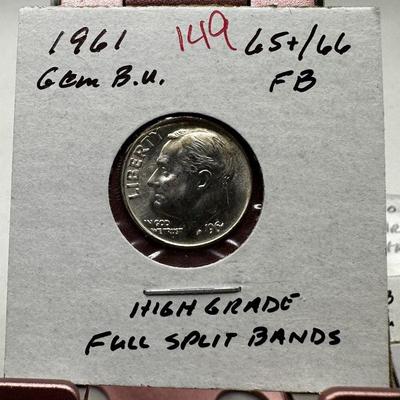 1961 149 65+/66
Gem B.U. FB
LIBERTY
IN GOD
WE TRUST
1961
HIGH GRADE
FULL SPLIT BANDS